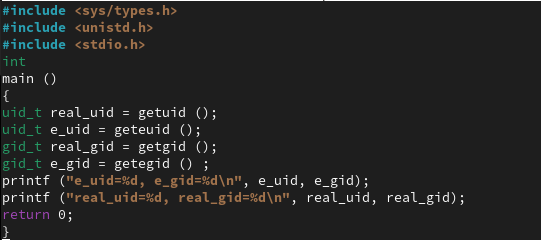 #include <sys/types.h>
#include <unistd.h>
#include <stdio.h>
int
main ()
{
uid_t real_uid = getuid ();
uid_t e_uid = geteuid ();
gid_t real_gid = getgid ();
gid_t e_gid = getegid () ;
printf ("e_uid=%d, e_gid=%d\n", e_uid, e_gid);
printf ("real_uid=%d, real_gid=%d\n", real_uid, real_gid);
return 0;
}